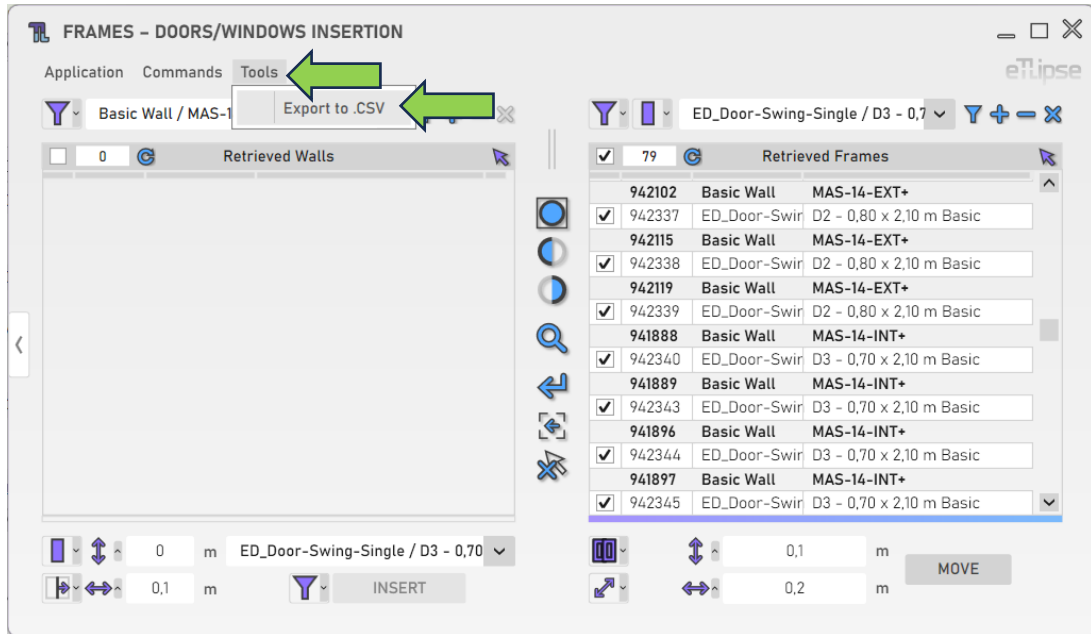 FRAMES – DOORS/WINDOWS INSERTION
Application Commands Tools
eTLipse
Export to .CSV
Basic Wall / MAS-1
ED_Door-Swing-Single / D3 - 0,7
0 Retrieved Walls
79 Retrieved Frames
942102 Basic Wall MAS-14-EXT+
942337 ED_Door-Swin D2 - 0,80 x 2,10 m Basic
942115 Basic Wall MAS-14-EXT+
942338 ED_Door-Swin D2 - 0,80 x 2,10 m Basic
942119 Basic Wall MAS-14-EXT+
942339 ED_Door-Swin D2 - 0,80 x 2,10 m Basic
941888 Basic Wall MAS-14-INT+
942340 ED_Door-Swin D3 - 0,70 x 2,10 m Basic
941889 Basic Wall MAS-14-INT+
942343 ED_Door-Swin D3 - 0,70 x 2,10 m Basic
941896 Basic Wall MAS-14-INT+
942344 ED_Door-Swin D3 - 0,70 x 2,10 m Basic
941897 Basic Wall MAS-14-INT+
942345 ED_Door-Swin D3 - 0,70 x 2,10 m Basic
0 m ED_Door-Swing-Single / D3 - 0,70
0,1 m INSERT
0,1 m
MOVE
0,2 m